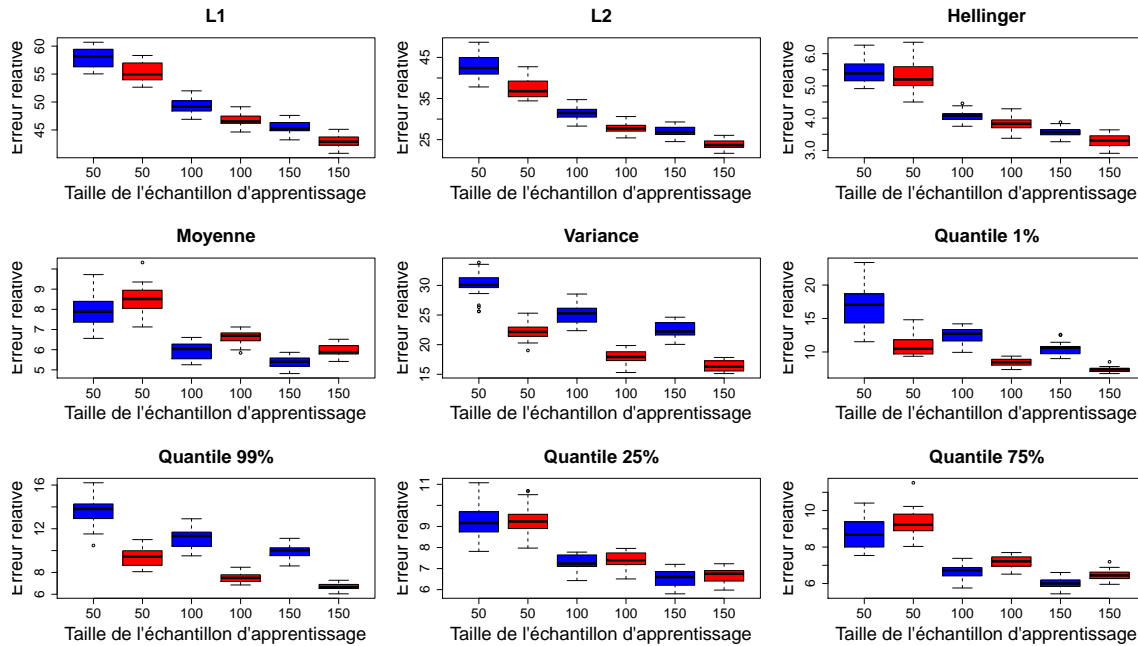 L1
L2
Hellinger
Erreur relative
45 50 55 60
50 50 100 100 150 150
Taille de l'échantillon d'apprentissage
Erreur relative
25 35 45
50 50 100 100 150 150
Taille de l'échantillon d'apprentissage
Erreur relative
3.0 4.0 5.0 6.0
50 50 100 100 150 150
Taille de l'échantillon d'apprentissage
Moyenne
Variance
Quantile 1%
Erreur relative
5 6 7 8 9
50 50 100 100 150 150
Taille de l'échantillon d'apprentissage
Erreur relative
15 20 25 30
50 50 100 100 150 150
Taille de l'échantillon d'apprentissage
Erreur relative
10 15 20
50 50 100 100 150 150
Taille de l'échantillon d'apprentissage
Quantile 99%
Quantile 25%
Quantile 75%
Erreur relative
6 8 10 12 14 16
50 50 100 100 150 150
Taille de l'échantillon d'apprentissage
Erreur relative
6 7 8 9 11
50 50 100 100 150 150
Taille de l'échantillon d'apprentissage
Erreur relative
6 8 10
50 50 100 100 150 150
Taille de l'échantillon d'apprentissage